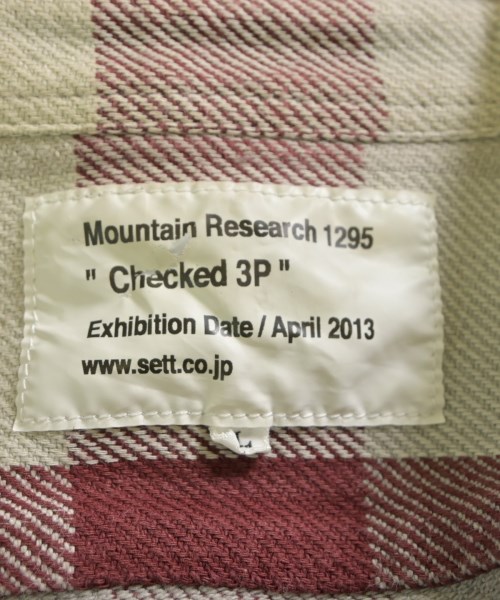 Mountain Research 1295
" Checked 3P "
Exhibition Date / April 2013
www.sett.co.jp